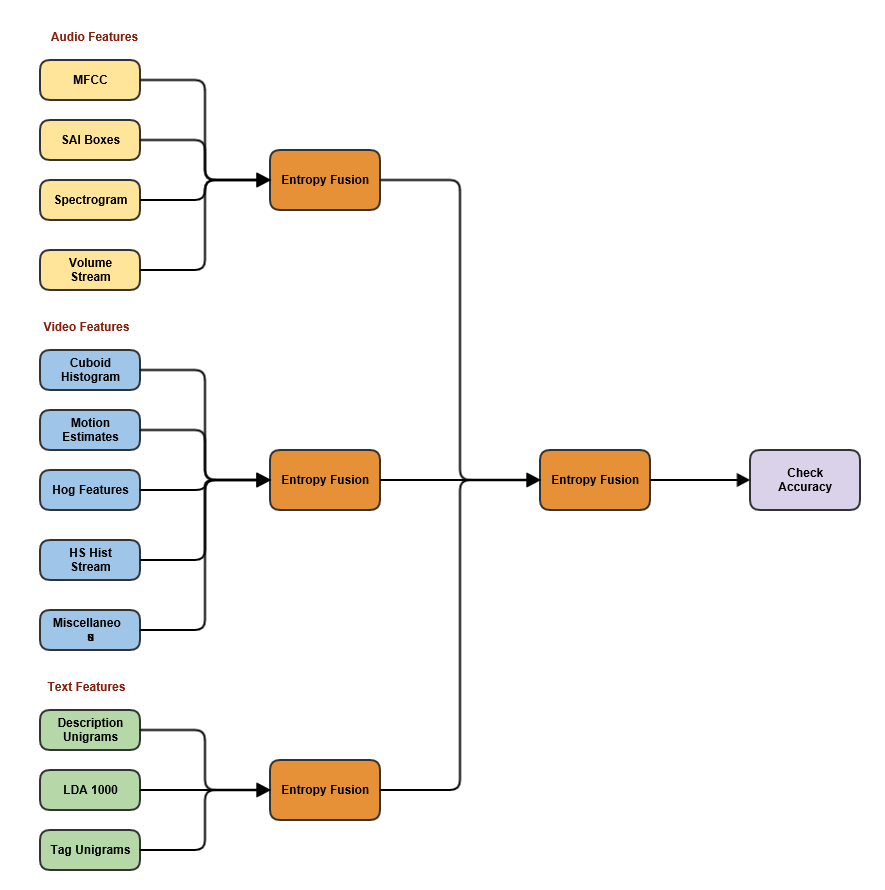 Audio Features
MFCC
SAI Boxes
Spectrogram
Volume
Stream
Entropy Fusion
Video Features
Cuboid
Histogram
Motion
Estimates
Hog Features
HS Hist
Stream
Miscellaneo
Entropy Fusion
Entropy Fusion
Check
Accuracy
Text Features
Description
Unigrams
LDA 1000
Tag Unigrams
Entropy Fusion